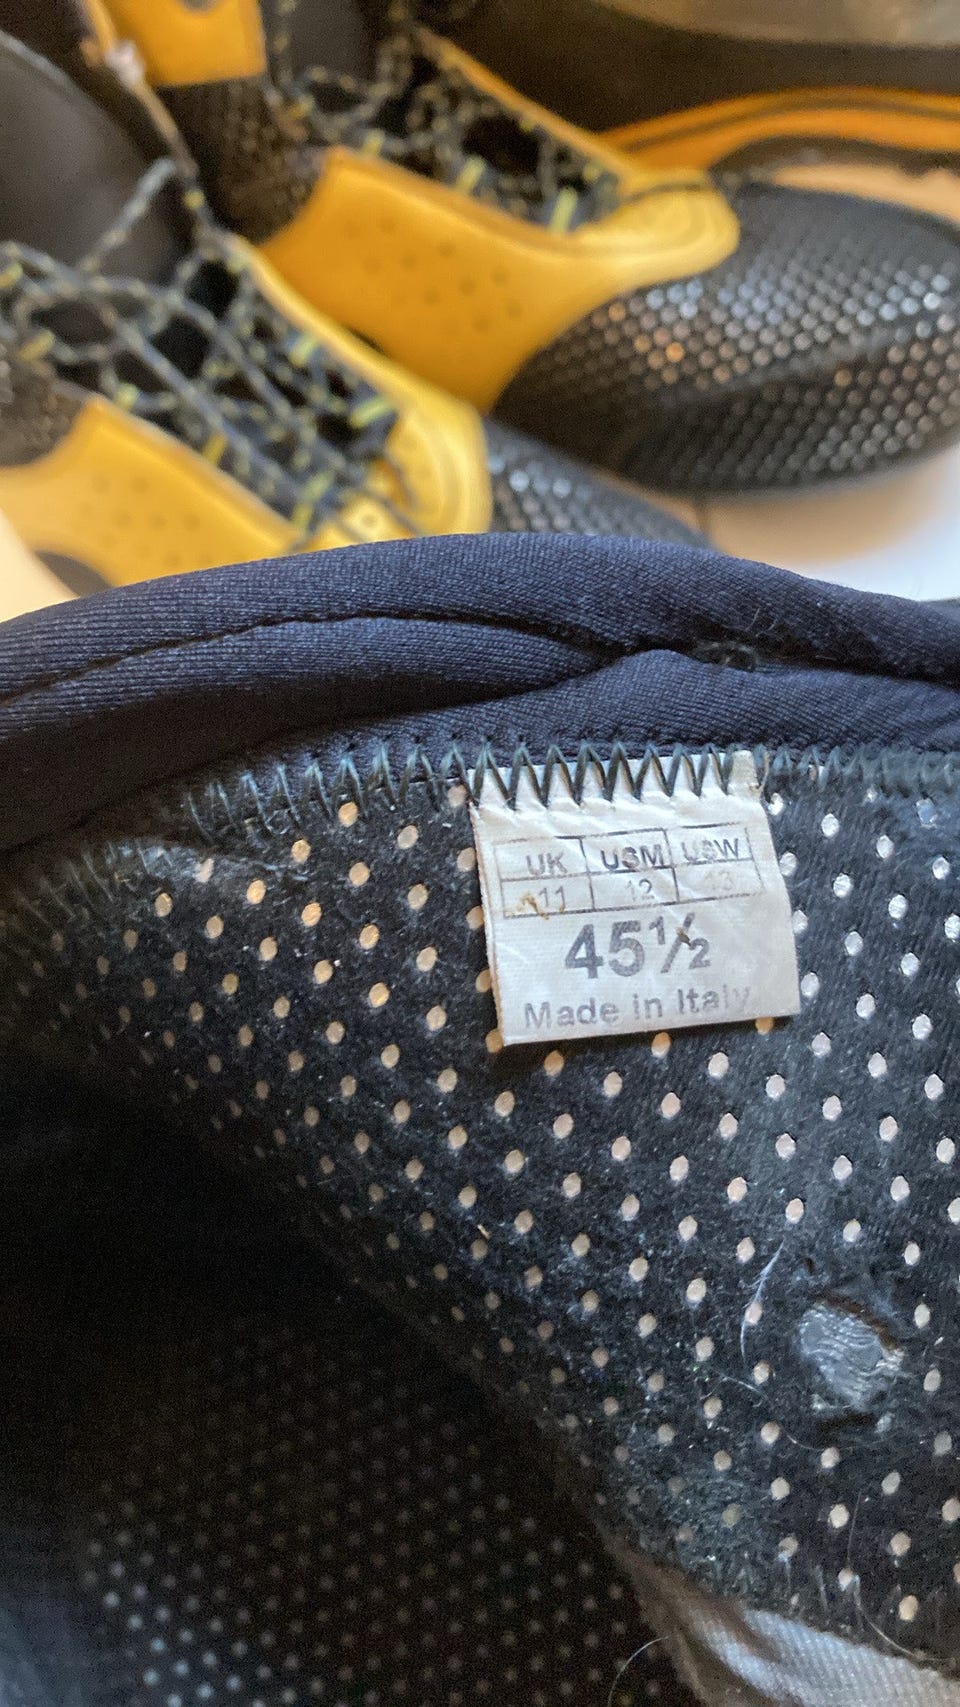 UK USM USW
11 12 13
45½
Made in Italy